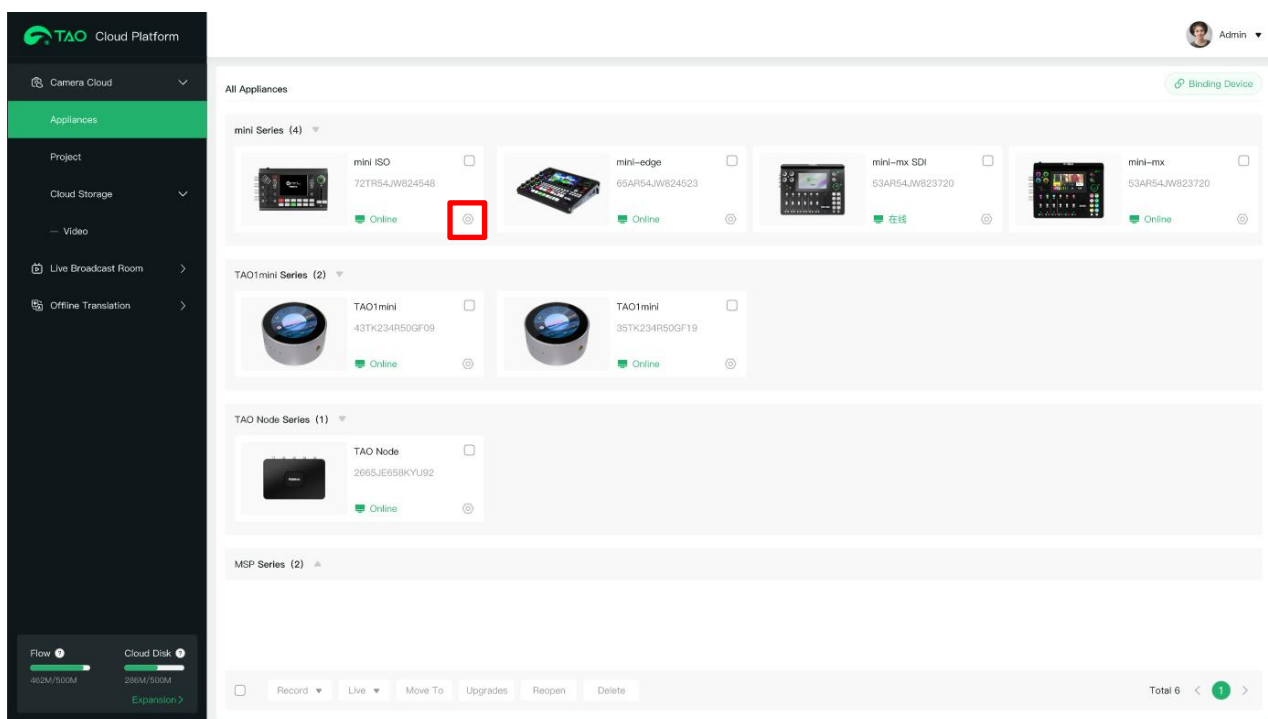 TAO Cloud Platform
Admin
Camera Cloud
Appliances
Project
Cloud Storage
— Video
Live Broadcast Room
Offline Translation
Flow
Cloud Disk
462M/500M
286M/500M
Expansion >
All Appliances
Binding Device
mini Series (4)
mini ISO
72TR54JW824548
Online
mini-edge
65AR54JW824523
Online
mini-mx SDI
53AR54JW823720
在线
mini-mx
53AR54JW823720
Online
TAO1mini Series (2)
TAO1mini
43TK234R50GF09
Online
TAO1mini
35TK234R50GF19
Online
TAO Node Series (1)
TAO Node
2665JE658KYU92
Online
MSP Series (2)
Record
Live
Move To
Upgrades
Reopen
Delete
Total 6 < 1 >